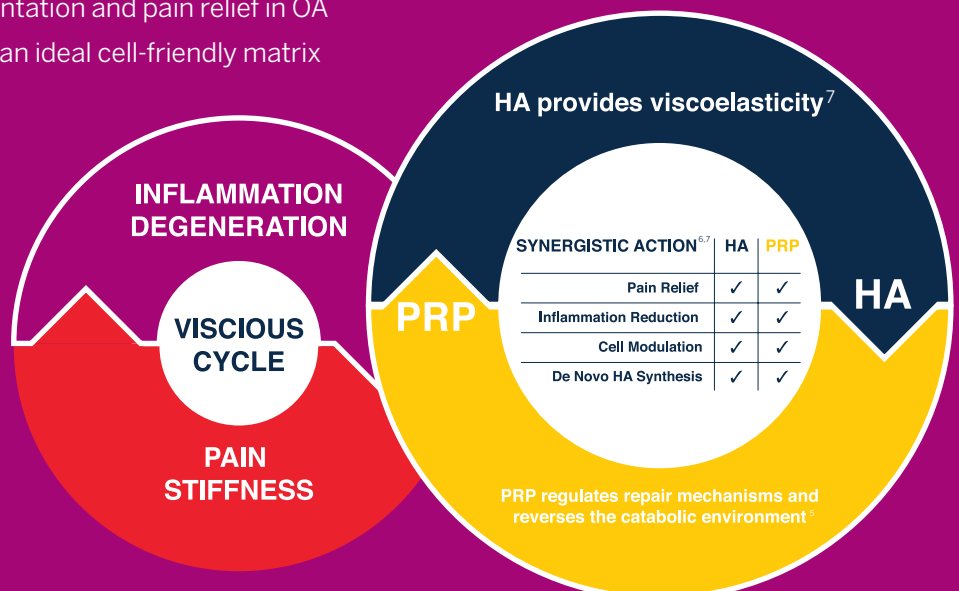 ntation and pain relief in OA
an ideal cell-friendly matrix
INFLAMMATION
DEGENERATION
VISCIOUS
CYCLE
PAIN
STIFFNESS
HA provides viscoelasticity7
SYNERGISTIC ACTION6,7 HA PRP
Pain Relief ✓ ✓
Inflammation Reduction ✓ ✓
Cell Modulation ✓ ✓
De Novo HA Synthesis ✓ ✓
PRP
HA
PRP regulates repair mechanisms and
reverses the catabolic environment5